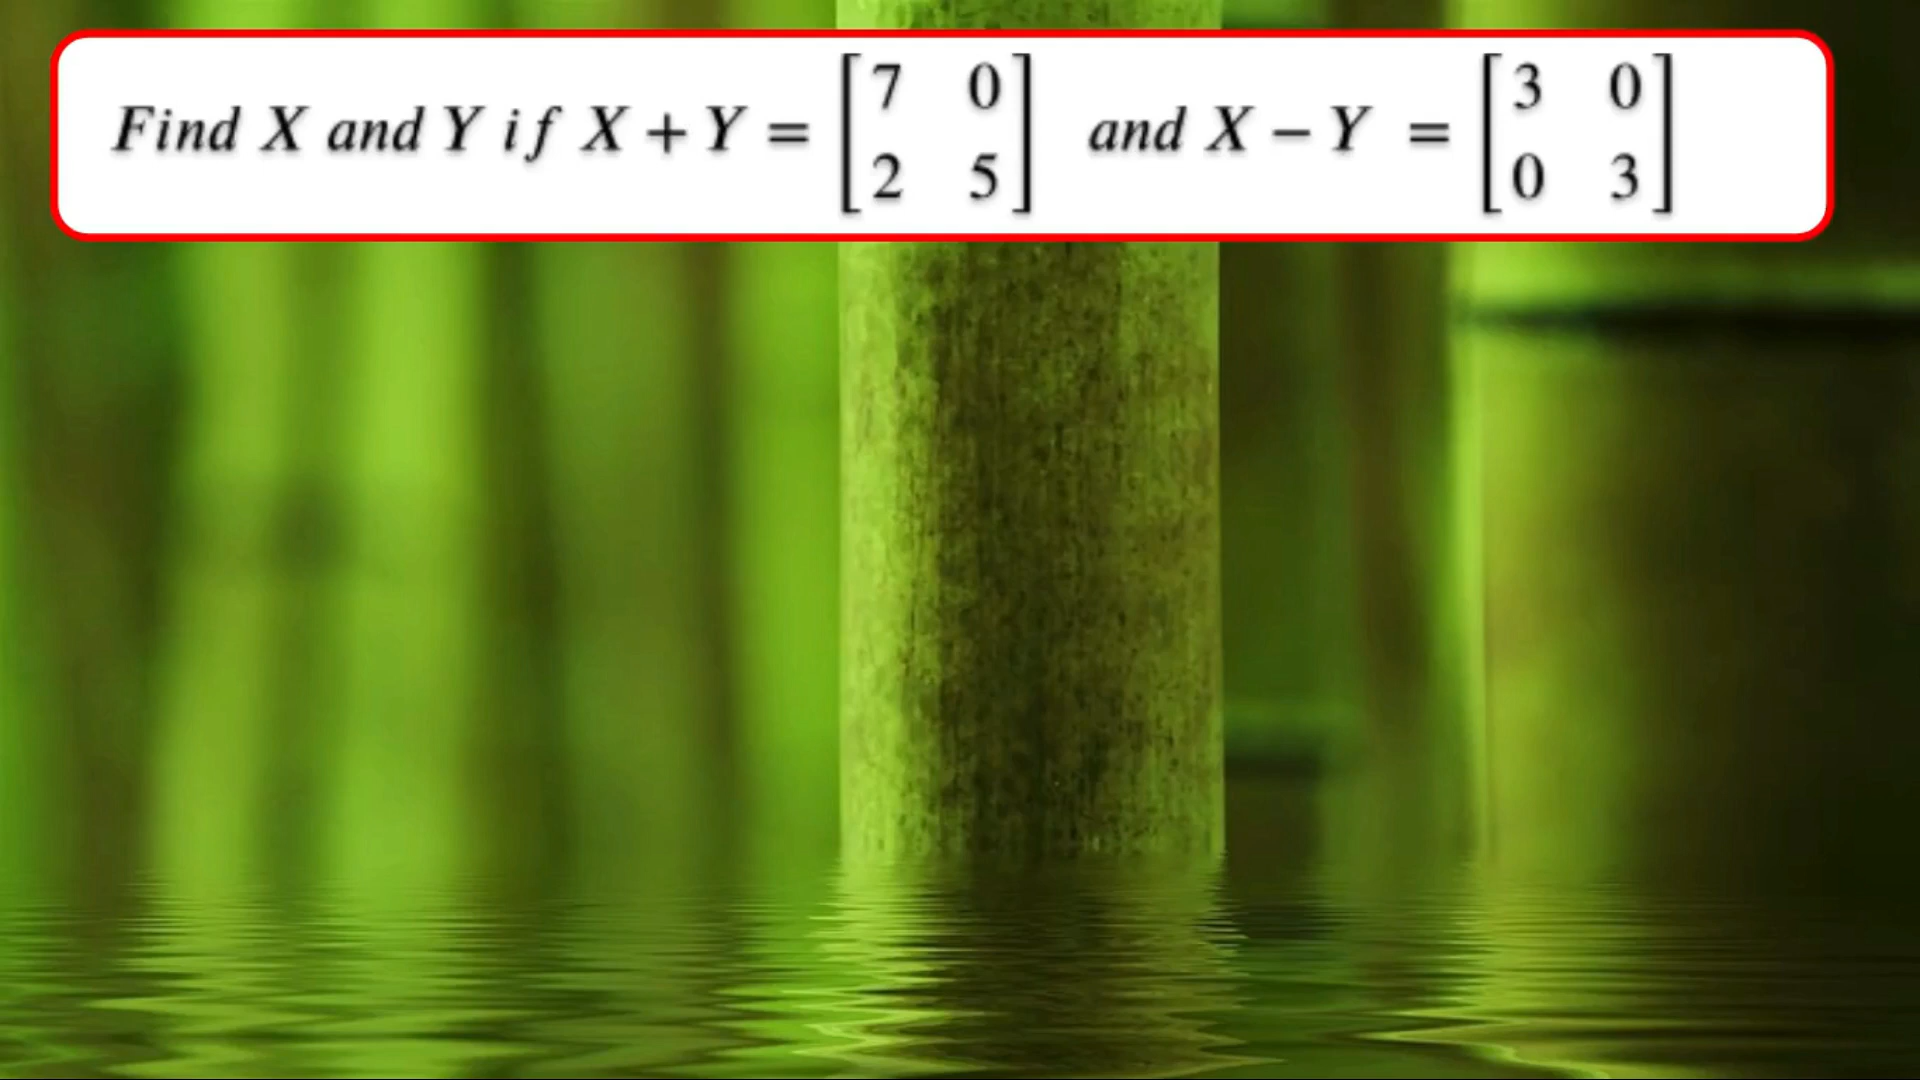 Find X and Y if X + Y = [7 0 2 5] and X − Y = [3 0 0 3]